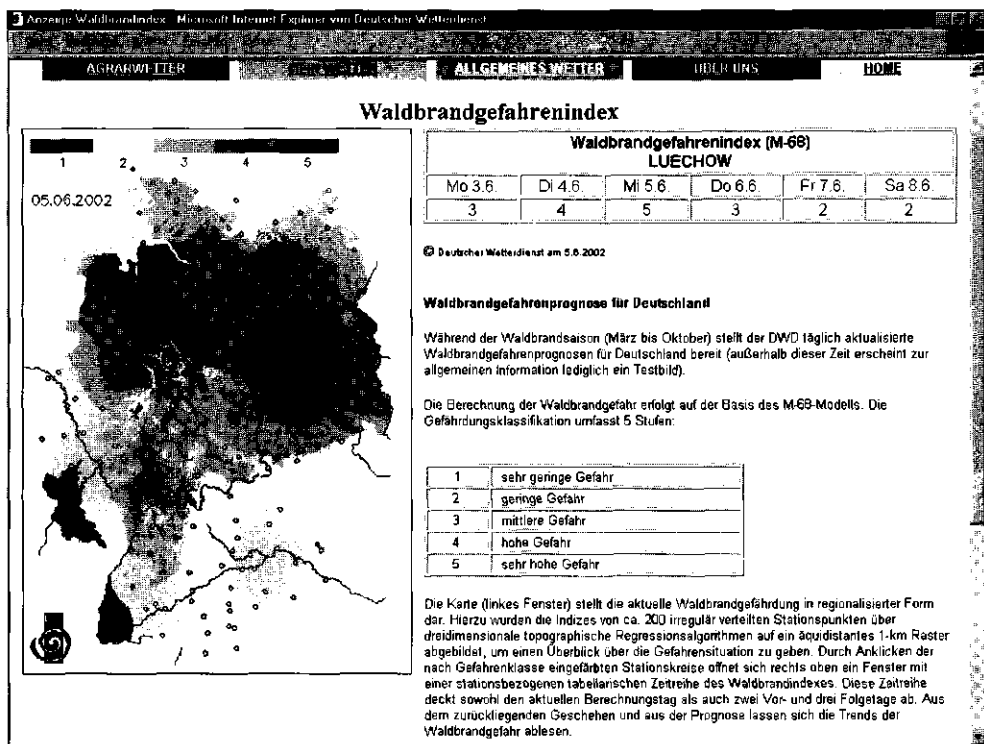 Anzeige Waldbrandindex - Microsoft Internet Explorer von Deutscher Wetterdienst
AGRARWETTER
ALLGEMEINES WETTER
ÜBER UNS
HOME
Waldbrandgefahrenindex
1 2 3 4 5
05.06.2002
Waldbrandgefahrenindex (M-68)
LUECHOW
Mo 3.6. Di 4.6. Mi 5.6. Do 6.6. Fr 7.6. Sa 8.6.
3 4 5 3 2 2
© Deutscher Wetterdienst am 5.6.2002
Waldbrandgefahrenprognose für Deutschland
Während der Waldbrandsaison (März bis Oktober) stellt der DWD täglich aktualisierte
Waldbrandgefahrenprognosen für Deutschland bereit (außerhalb dieser Zeit erscheint zur
allgemeinen Information lediglich ein Testbild).
Die Berechnung der Waldbrandgefahr erfolgt auf der Basis des M-68-Modells. Die
Gefährdungsklassifikation umfasst 5 Stufen:
1 sehr geringe Gefahr
2 geringe Gefahr
3 mittlere Gefahr
4 hohe Gefahr
5 sehr hohe Gefahr
Die Karte (linkes Fenster) stellt die aktuelle Waldbrandgefährdung in regionalisierter Form
dar. Hierzu wurden die Indizes von ca. 200 irregulär verteilten Stationspunkten über
dreidimensionale topographische Regressionsalgorithmen auf ein äquidistantes 1-km Raster
abgebildet, um einen Überblick über die Gefahrensituation zu geben. Durch Anklicken der
nach Gefahrenklasse eingefärbten Stationskreise öffnet sich rechts oben ein Fenster mit
einer stationsbezogenen tabellarischen Zeitreihe des Waldbrandindexes. Diese Zeitreihe
deckt sowohl den aktuellen Berechnungstag als auch zwei Vor- und drei Folgetage ab. Aus
dem zurückliegenden Geschehen und aus der Prognose lassen sich die Trends der
Waldbrandgefahr ablesen.